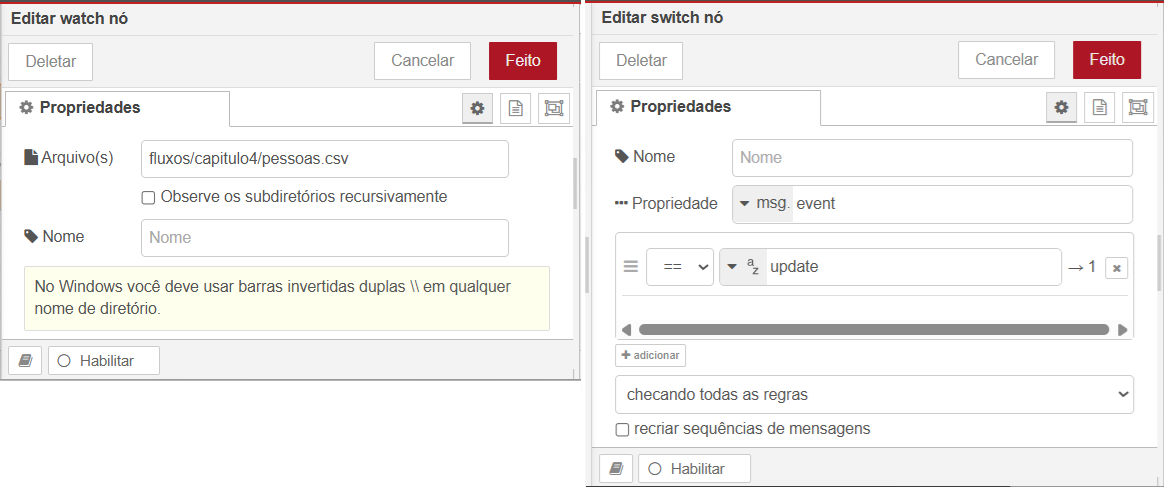 Editar watch nó
Deletar
Cancelar
Feito
Propriedades
Arquivo(s)
fluxos/capitulo4/pessoas.csv
Observe os subdiretórios recursivamente
Nome
Nome
No Windows você deve usar barras invertidas duplas \\ em qualquer
nome de diretório.
Habilitar
Editar switch nó
Deletar
Cancelar
Feito
Propriedades
Nome
Nome
Propriedade
msg. event
== a z update → 1 ×
+ adicionar
checando todas as regras
recriar sequências de mensagens
Habilitar